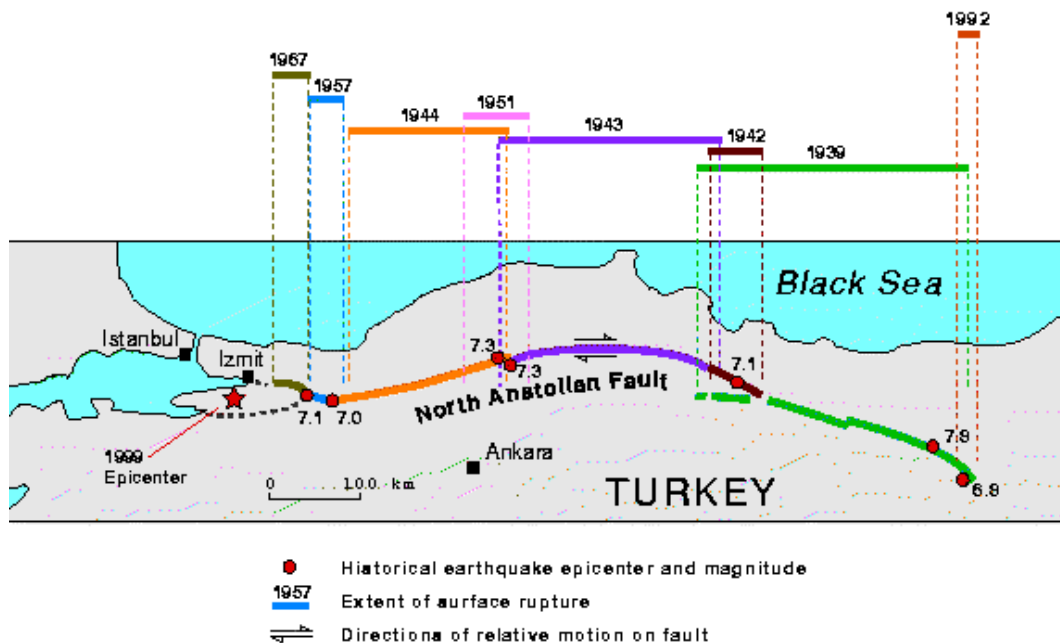 1992
1967
1957
1951
1944
1943
1942
1939
Black Sea
Istanbul
Izmit
7.3
7.3
7.1
North Anatolian Fault
7.1
7.0
7.9
1999
Epicenter
Ankara
0 100 km
TURKEY
6.9
Historical earthquake epicenter and magnitude
1957
Extent of surface rupture
Directions of relative motion on fault